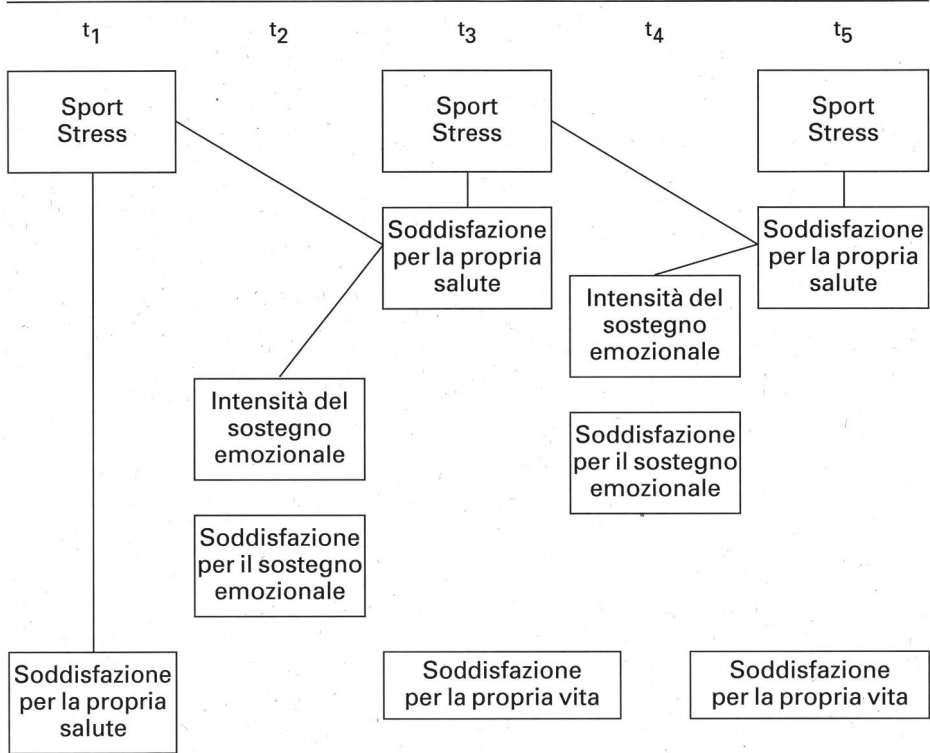 t1 t2 t3 t4 t5
Sport
Stress
Sport
Stress
Sport
Stress
Soddisfazione
per la propria
salute
Soddisfazione
per la propria
salute
Intensità del
sostegno
emozionale
Intensità del
sostegno
emozionale
Soddisfazione
per il sostegno
emozionale
Soddisfazione
per il sostegno
emozionale
Soddisfazione
per la propria
salute
Soddisfazione
per la propria vita
Soddisfazione
per la propria vita